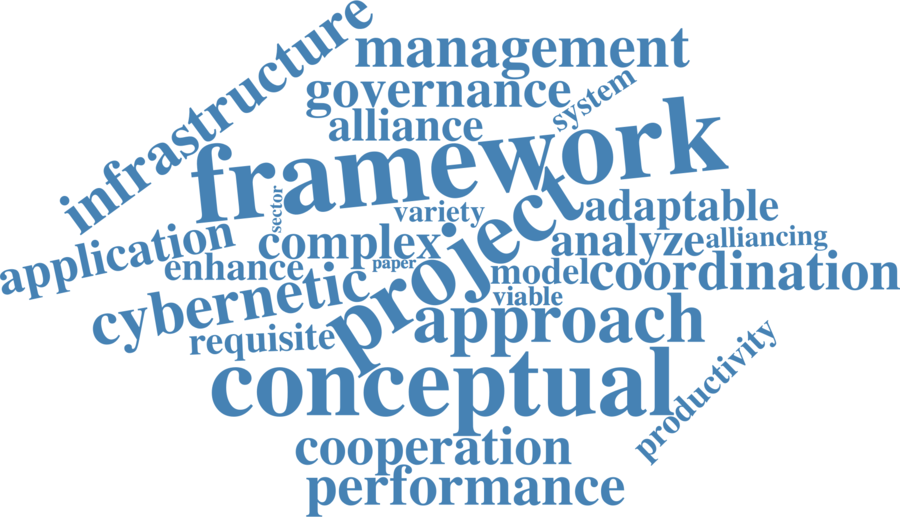 infrastructure
management
governance
system
alliance
framework
sector
variety
project
adaptable
application
complex
analyze
alliancing
enhance
paper
model
coordination
cybernetic
viable
approach
requisite
conceptual
productivity
cooperation
performance